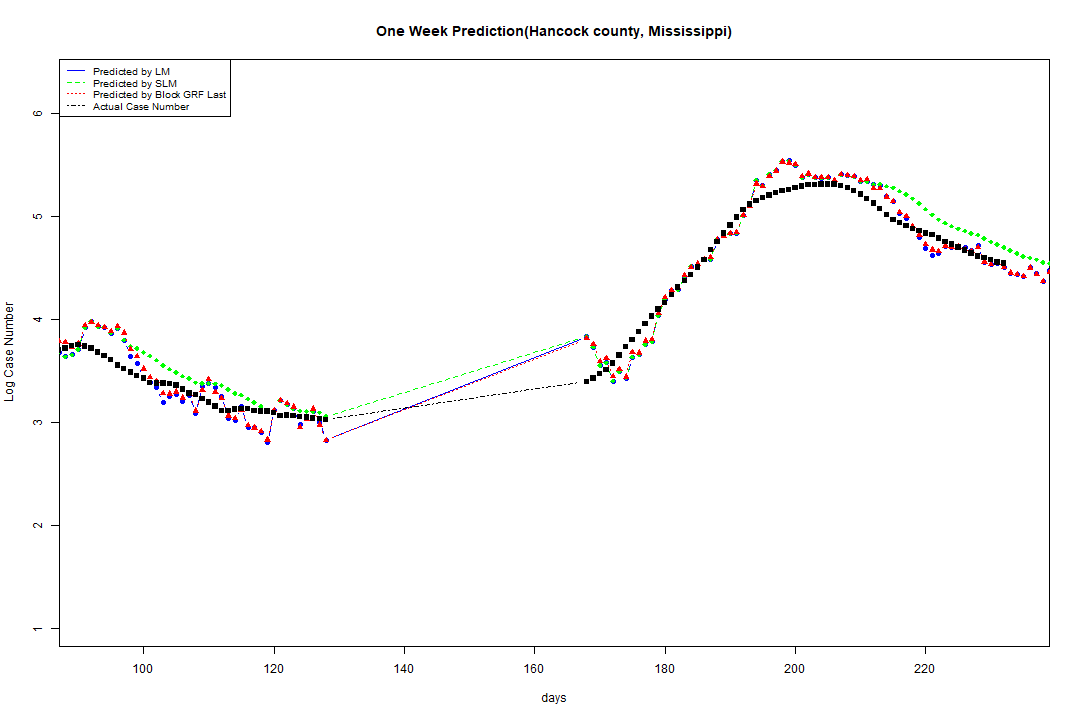 One Week Prediction(Hancock county, Mississippi)
Predicted by LM
Predicted by SLM
Predicted by Block GRF Last
Actual Case Number
6
5
4
3
2
1
Log Case Number
100 120 140 160 180 200 220
days